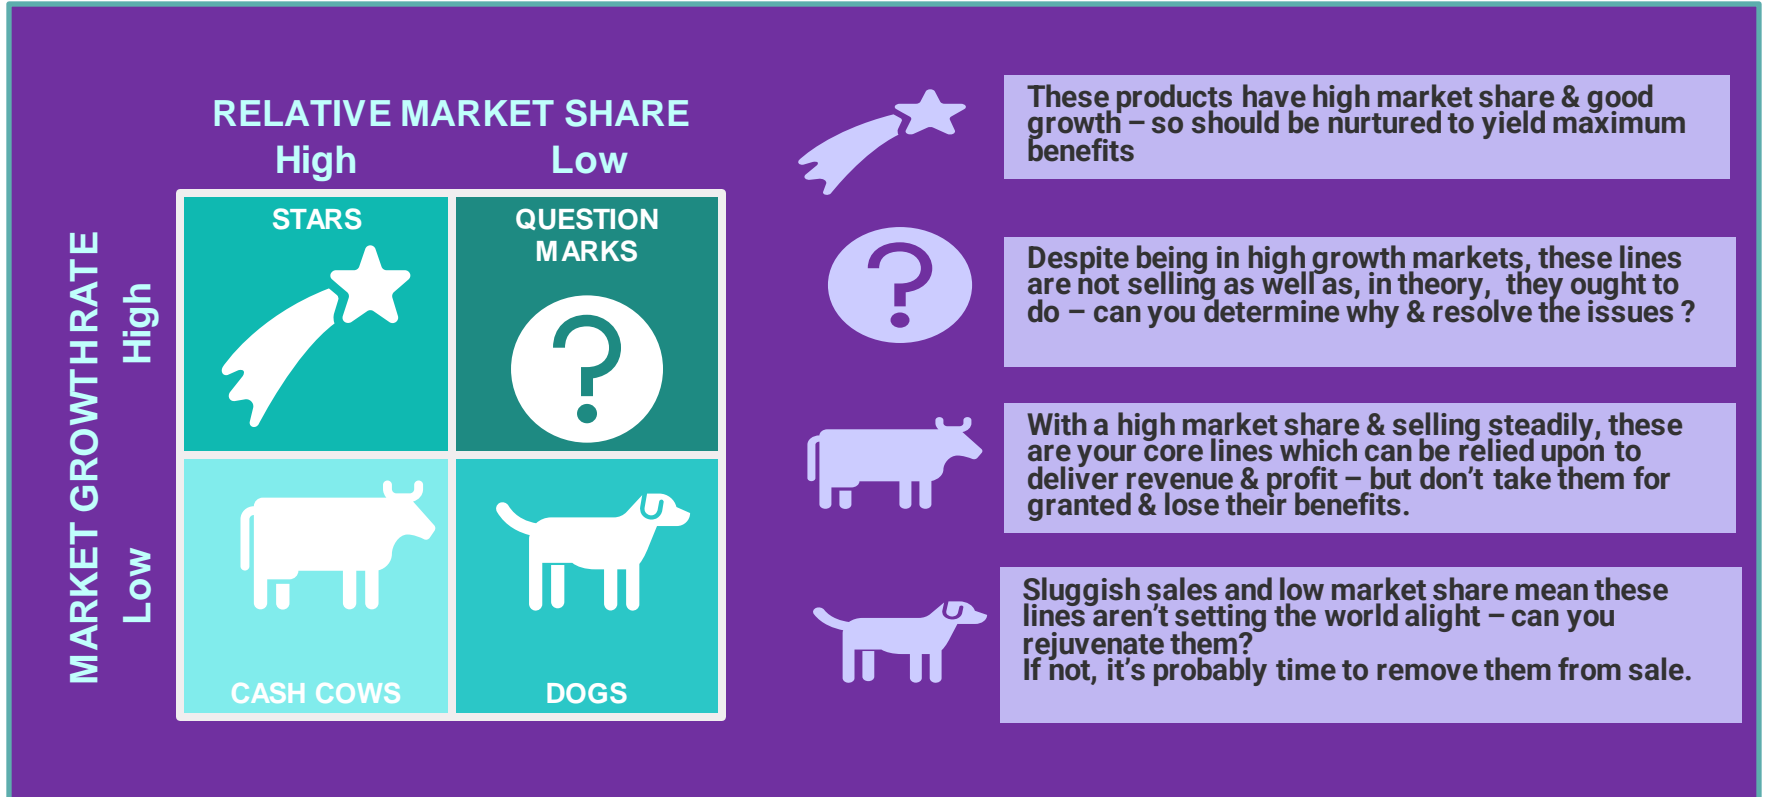 RELATIVE MARKET SHARE
High
Low
MARKET GROWTH RATE
High
Low
STARS
QUESTION
MARKS
CASH COWS
DOGS
These products have high market share & good
growth – so should be nurtured to yield maximum
benefits
?
Despite being in high growth markets, these lines
are not selling as well as, in theory, they ought to
do – can you determine why & resolve the issues ?
With a high market share & selling steadily, these
are your core lines which can be relied upon to
deliver revenue & profit – but don’t take them for
granted & lose their benefits.
Sluggish sales and low market share mean these
lines aren’t setting the world alight – can you
rejuvenate them?
If not, it’s probably time to remove them from sale.